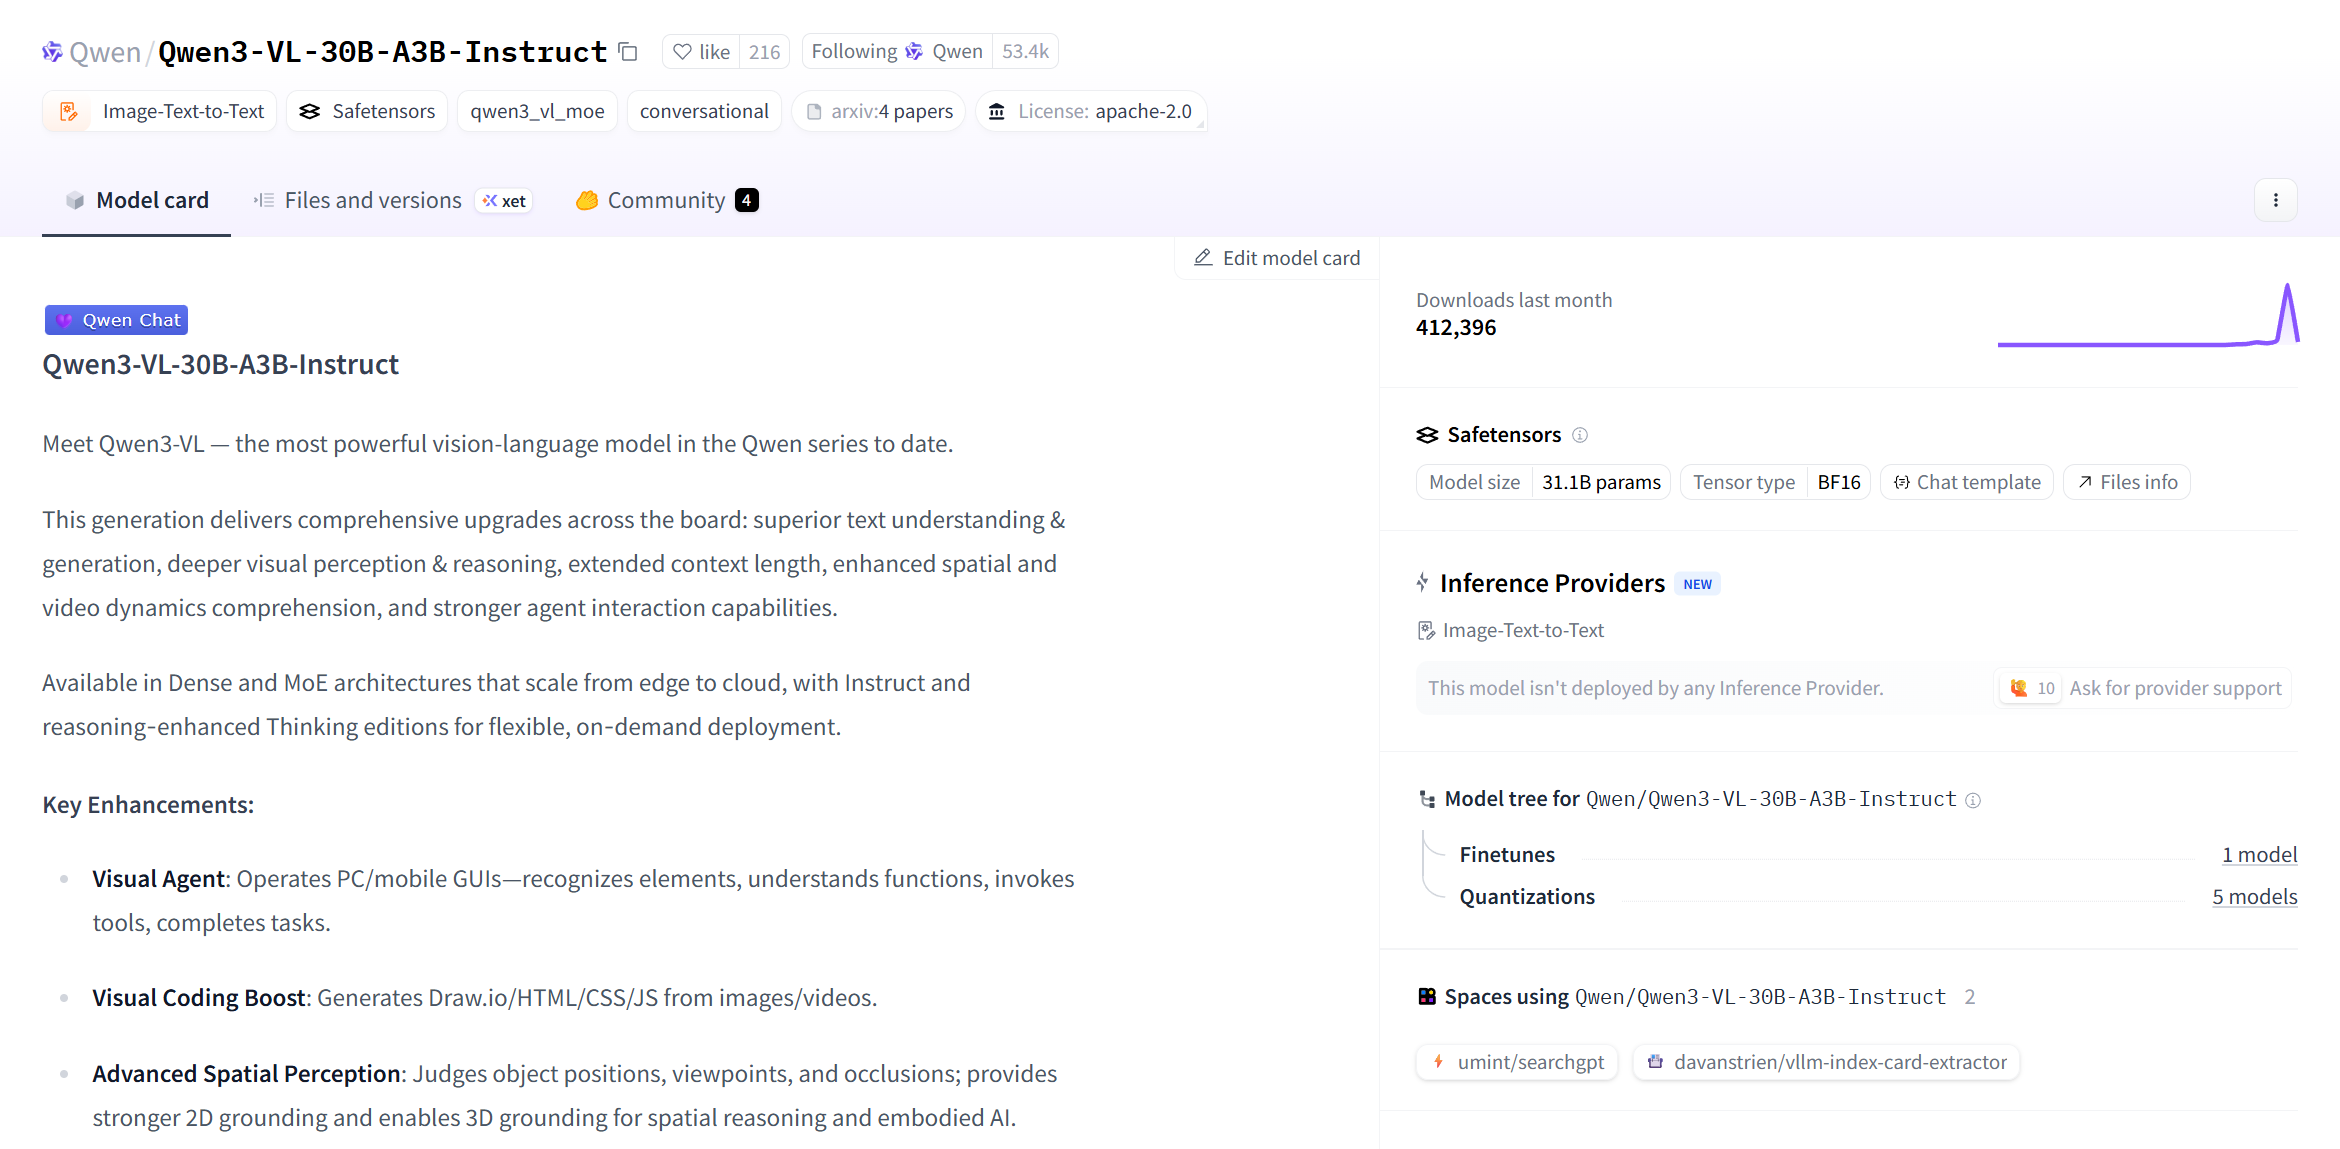 Qwen/Qwen3-VL-30B-A3B-Instruct like 216 Following Qwen 53.4k
Image-Text-to-Text Safetensors qwen3_vl_moe conversational arxiv:4 papers License: apache-2.0
Model card Files and versions xet Community 4
Edit model card
Qwen Chat
Qwen3-VL-30B-A3B-Instruct
Meet Qwen3-VL — the most powerful vision-language model in the Qwen series to date.
This generation delivers comprehensive upgrades across the board: superior text understanding &
generation, deeper visual perception & reasoning, extended context length, enhanced spatial and
video dynamics comprehension, and stronger agent interaction capabilities.
Available in Dense and MoE architectures that scale from edge to cloud, with Instruct and
reasoning-enhanced Thinking editions for flexible, on-demand deployment.
Key Enhancements:
Visual Agent: Operates PC/mobile GUIs—recognizes elements, understands functions, invokes
tools, completes tasks.
Visual Coding Boost: Generates Draw.io/HTML/CSS/JS from images/videos.
Advanced Spatial Perception: Judges object positions, viewpoints, and occlusions; provides
stronger 2D grounding and enables 3D grounding for spatial reasoning and embodied AI.
Downloads last month
412,396
Safetensors
Model size 31.1B params Tensor type BF16 Chat template Files info
Inference Providers NEW
Image-Text-to-Text
This model isn't deployed by any Inference Provider. 10 Ask for provider support
Model tree for Qwen/Qwen3-VL-30B-A3B-Instruct
Finetunes 1 model
Quantizations 5 models
Spaces using Qwen/Qwen3-VL-30B-A3B-Instruct 2
umint/searchgpt davanstrien/vllm-index-card-extractor